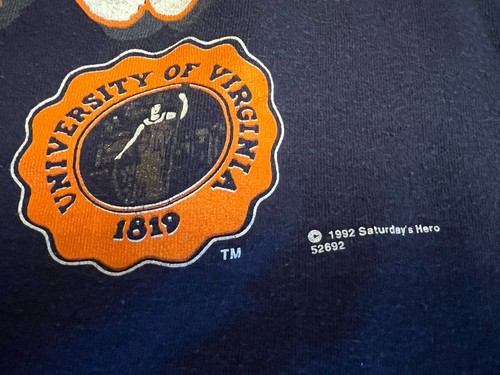 UNIVERSITY OF VIRGINIA
1819
TM
© 1992 Saturday's Hero
52692